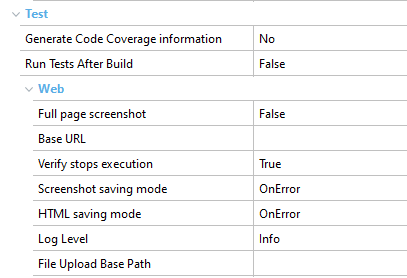 Test
Generate Code Coverage information No
Run Tests After Build False
Web
Full page screenshot False
Base URL
Verify stops execution True
Screenshot saving mode OnError
HTML saving mode OnError
Log Level Info
File Upload Base Path